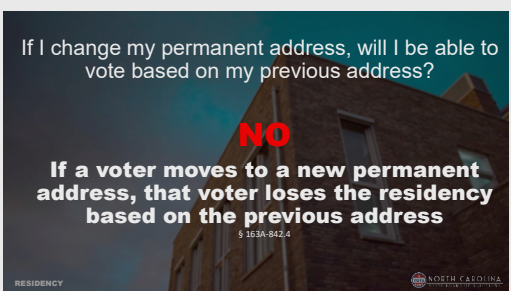 If I change my permanent address, will I be able to
vote based on my previous address?
NO
If a voter moves to a new permanent
address, that voter loses the residency
based on the previous address
§ 163A-842.4
RESIDENCY
NORTH CAROLINA